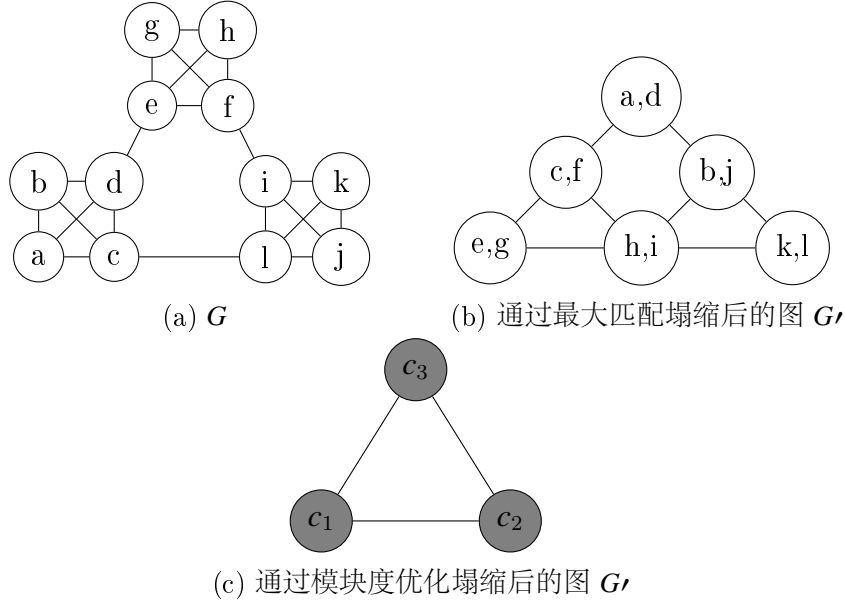 g h
a,d
e f
c,f b,j
b d i k
a c l j
e,g h,i k,l
(a) G
(b) 通过最大匹配塌缩后的图 G′
c₃
c₁ c₂
(c) 通过模块度优化塌缩后的图 G′